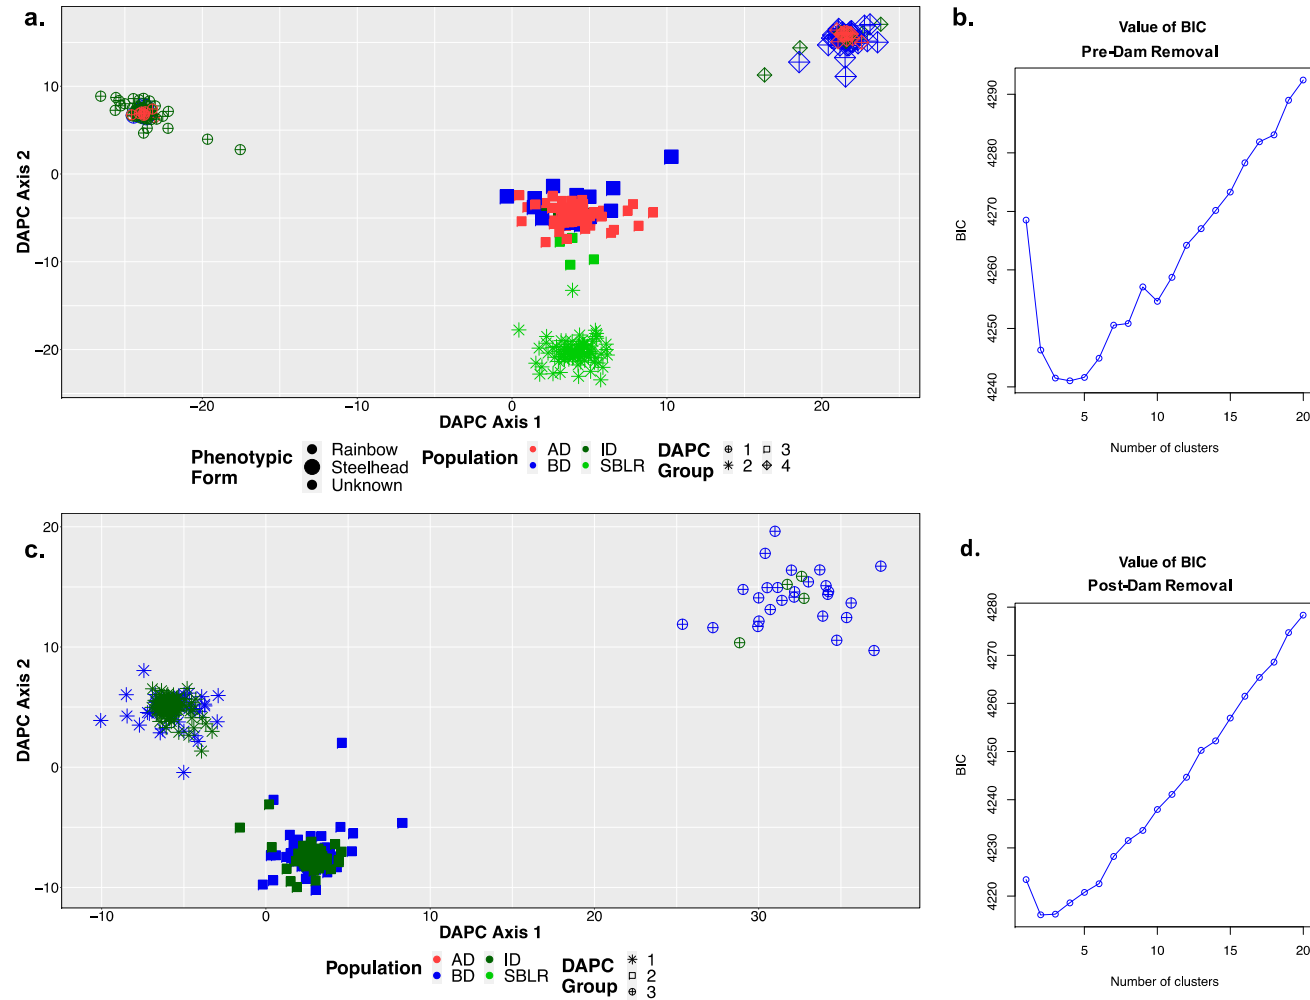 a.
10
0
−10
−20
DAPC Axis 2
−20
−10
0
10
20
DAPC Axis 1
Phenotypic Form
Rainbow
Steelhead
Unknown
Population
AD
BD
ID
SBLR
DAPC Group
1
2
3
4
b.
Value of BIC
Pre-Dam Removal
BIC
4290
4280
4270
4260
4250
4240
5
10
15
20
Number of clusters
c.
20
10
0
−10
DAPC Axis 2
−10
0
10
20
30
DAPC Axis 1
Population
AD
BD
ID
SBLR
DAPC Group
1
2
3
d.
Value of BIC
Post-Dam Removal
BIC
4280
4270
4260
4250
4240
4230
4220
5
10
15
20
Number of clusters